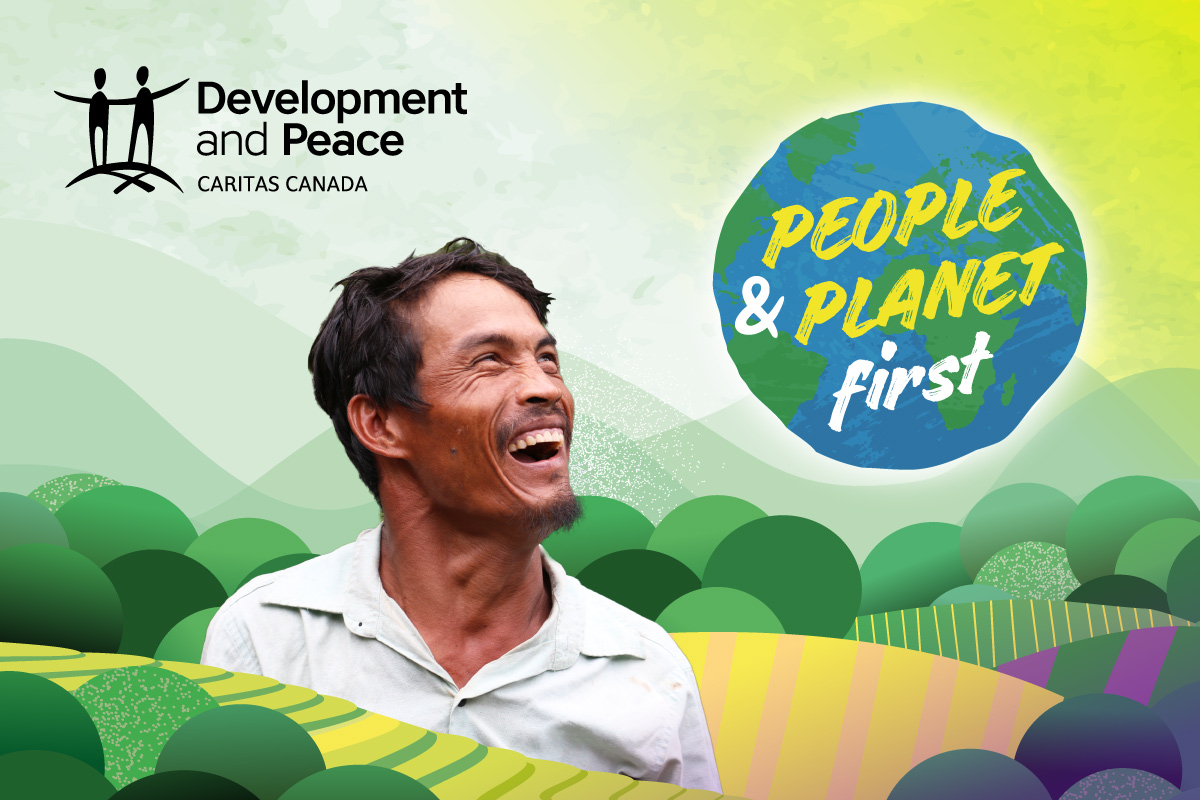 Development
and Peace
CARITAS CANADA
PEOPLE
& PLANET
first